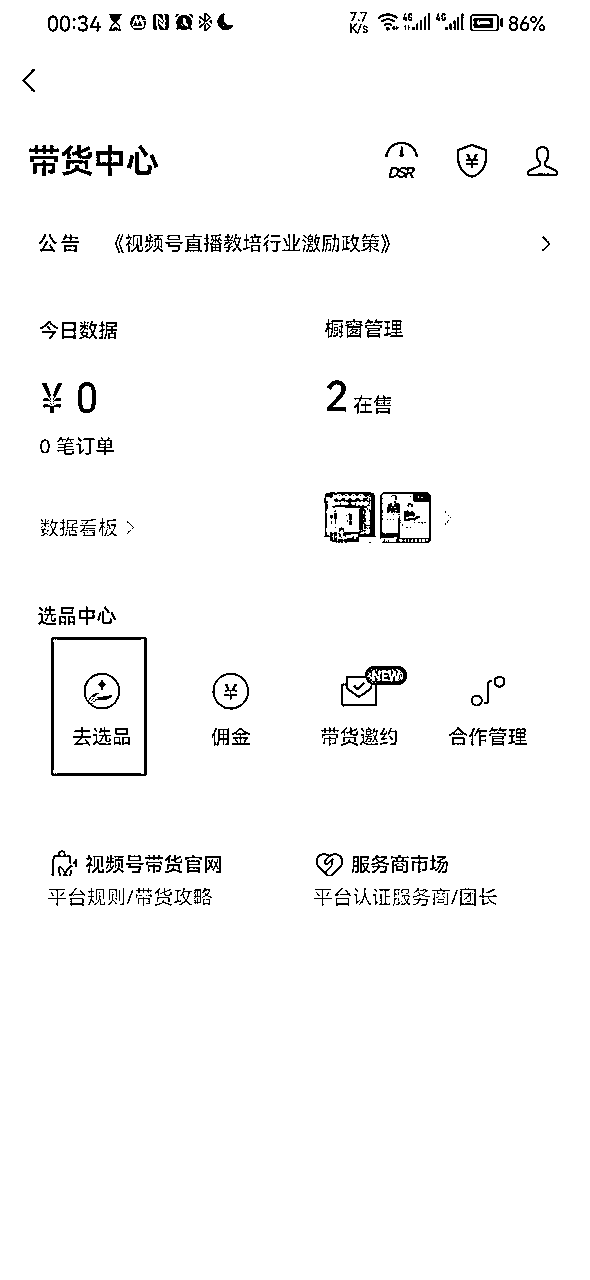 00:34 7.7 K/s 4G 4G 86%
带货中心
DSR
公告 《视频号直播教培行业激励政策》
今日数据 橱窗管理
¥ 0 2 在售
0 笔订单
数据看板
选品中心
NEW
去选品 佣金 带货邀约 合作管理
视频号带货官网 服务商市场
平台规则/带货攻略 平台认证服务商/团长